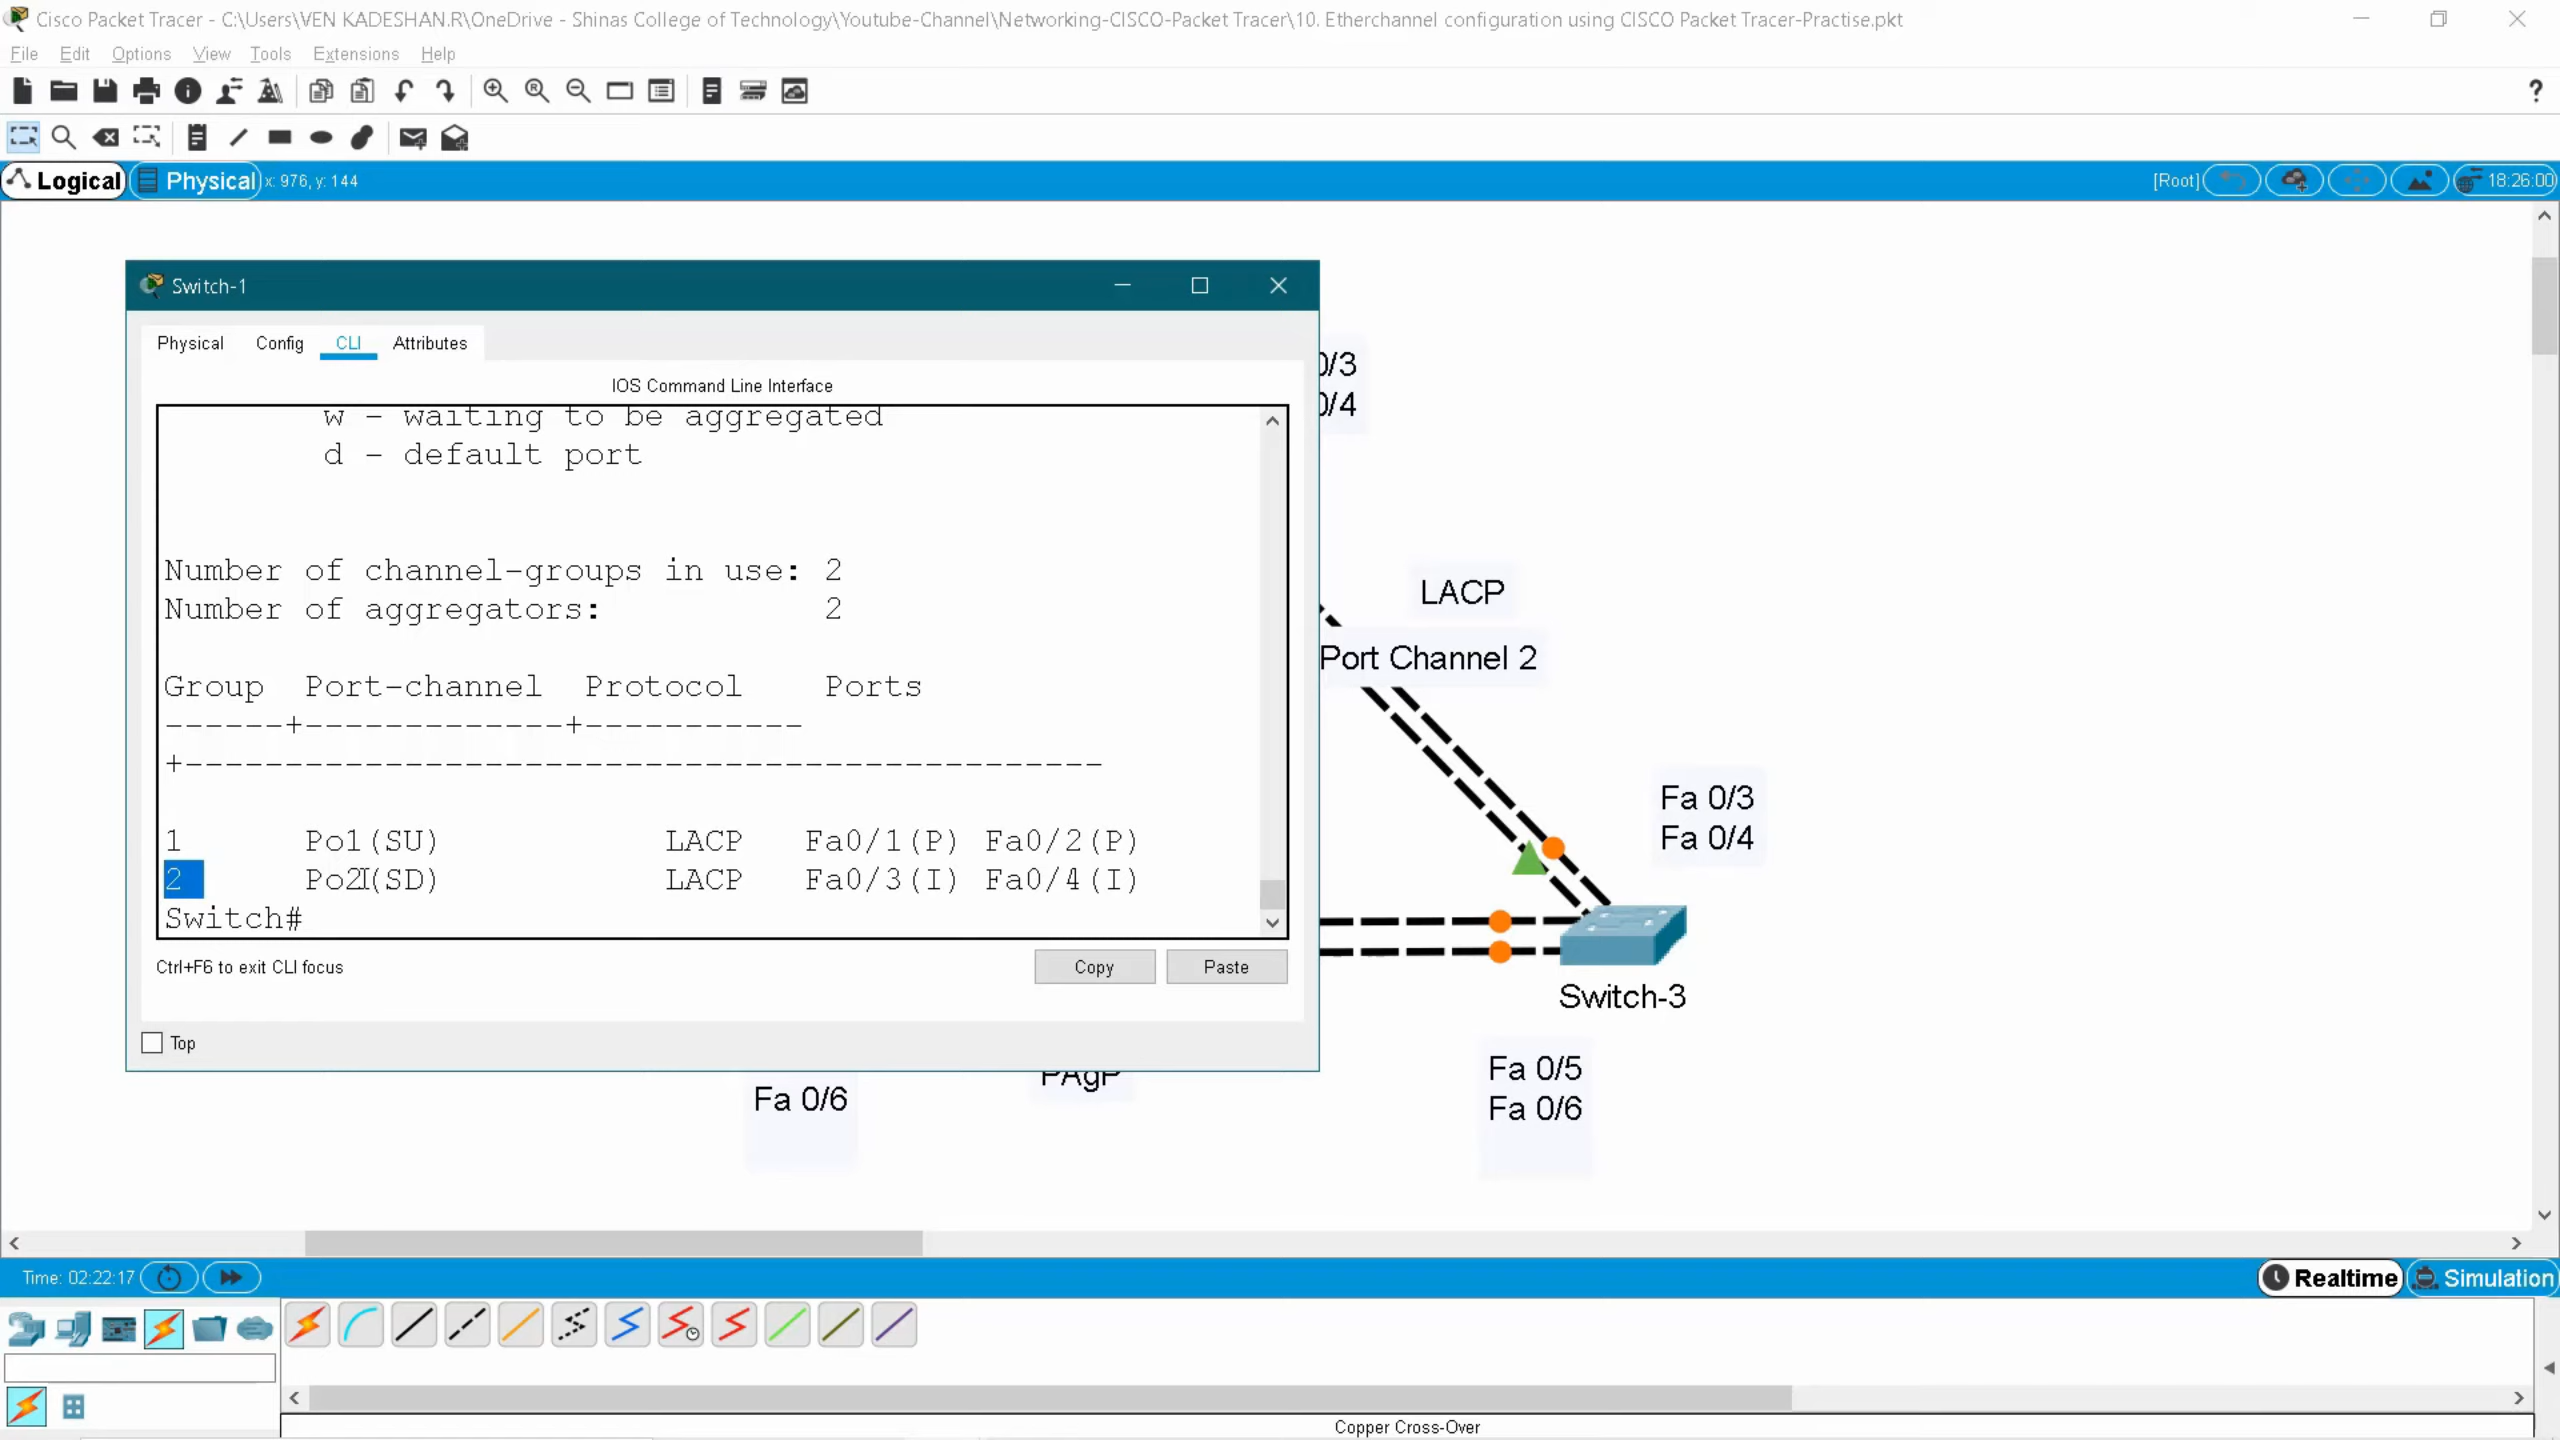 Cisco Packet Tracer - C:\Users\VEN KADESHAN.R\OneDrive - Shinas College of Technology\Youtube-Channel\Networking-CISCO-Packet Tracer\10. Etherchannel configuration using CISCO Packet Tracer-Practise.pkt
File Edit Options View Tools Extensions Help
?
Logical Physical x: 976, y: 144 [Root] 18:26:00
Switch-1
Physical Config CLI Attributes
IOS Command Line Interface
w - waiting to be aggregated
d - default port
Number of channel-groups in use: 2
Number of aggregators: 2
Group Port-channel Protocol Ports
------+-------------+-----------
+----------------------------------------------
1 Po1(SU) LACP Fa0/1(P) Fa0/2(P)
2 Po2(SD) LACP Fa0/3(I) Fa0/4(I)
Switch#
Ctrl+F6 to exit CLI focus
Copy Paste
Top
0/3
0/4
LACP
Port Channel 2
Fa 0/3
Fa 0/4
Switch-3
Fa 0/5
Fa 0/6
PAgP
Fa 0/6
Time: 02:22:17
Realtime Simulation
Copper Cross-Over